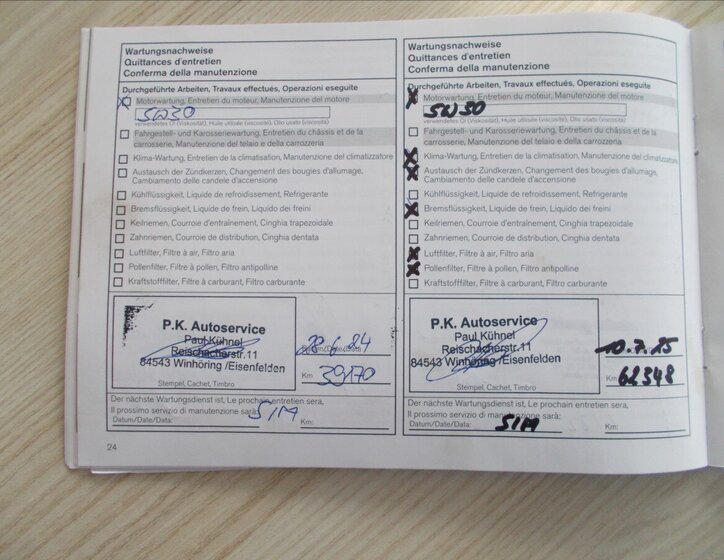 Wartungsnachweise
Quittances d'entretien
Conferma della manutenzione
Durchgeführte Arbeiten, Travaux effectués, Operazioni eseguite
Motorwartung, Entretien du moteur, Manutenzione del motore
5W30
verwendetes Öl (Viskosität), Huile utilisée (viscosité), Olio usato (viscosità)
Fahrgestell- und Karosseriewartung, Entretien du châssis et de la
carrosserie, Manutenzione del telaio e della carrozzeria
Klima-Wartung, Entretien de la climatisation, Manutenzione del climatizzatore
Austausch der Zündkerzen, Changement des bougies d'allumage,
Cambiamento delle candele d'accensione
Kühlflüssigkeit, Liquide de refroidissement, Refrigerante
Bremsflüssigkeit, Liquide de frein, Liquido dei freini
Keilriemen, Courroie d'entraînement, Cinghia trapezoidale
Zahnriemen, Courroie de distribution, Cinghia dentata
Luftfilter, Filtre à air, Filtro aria
Pollenfilter, Filtre à pollen, Filtro antipolline
Kraftstofffilter, Filtre à carburant, Filtro carburante
P.K. Autoservice
Paul Kühnel
Reischacherstr.11
84543 Winhöring /Eisenfelden
28.6.24
Datum/Date/Data
Km 39170
Stempel, Cachet, Timbro
Der nächste Wartungsdienst ist, Le prochain entretien sera,
Il prossimo servizio di manutenzione sarà: SIA
Datum/Date/Data: Km:
24
Wartungsnachweise
Quittances d'entretien
Conferma della manutenzione
Durchgeführte Arbeiten, Travaux effectués, Operazioni eseguite
Motorwartung, Entretien du moteur, Manutenzione del motore
5W30
verwendetes Öl (Viskosität), Huile utilisée (viscosité), Olio usato (viscosità)
Fahrgestell- und Karosseriewartung, Entretien du châssis et de la
carrosserie, Manutenzione del telaio e della carrozzeria
Klima-Wartung, Entretien de la climatisation, Manutenzione del climatizzatore
Austausch der Zündkerzen, Changement des bougies d'allumage,
Cambiamento delle candele d'accensione
Kühlflüssigkeit, Liquide de refroidissement, Refrigerante
Bremsflüssigkeit, Liquide de frein, Liquido dei freini
Keilriemen, Courroie d'entraînement, Cinghia trapezoidale
Zahnriemen, Courroie de distribution, Cinghia dentata
Luftfilter, Filtre à air, Filtro aria
Pollenfilter, Filtre à pollen, Filtro antipolline
Kraftstofffilter, Filtre à carburant, Filtro carburante
P.K. Autoservice
Paul Kühnel
Reischacherstr.11
84543 Winhöring /Eisenfelden
10.7.25
Km 62348
Stempel, Cachet, Timbro
Der nächste Wartungsdienst ist, Le prochain entretien sera,
Il prossimo servizio di manutenzione sarà:
Datum/Date/Data: SIA Km: